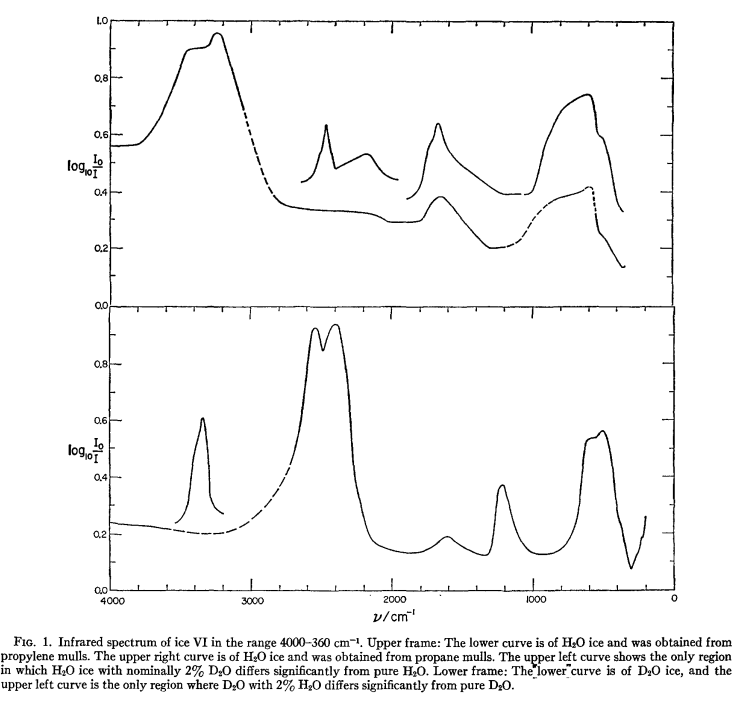 1.0
0.8
0.6
log₁₀ I₀/I
0.4
0.2
0.0
0.8
0.6
log₁₀ I₀/I
0.4
0.2
0.0
4000 3000 2000 1000 0
ν/cm⁻¹
FIG. 1. Infrared spectrum of ice VI in the range 4000–360 cm⁻¹. Upper frame: The lower curve is of H₂O ice and was obtained from
propylene mulls. The upper right curve is of H₂O ice and was obtained from propane mulls. The upper left curve shows the only region
in which H₂O ice with nominally 2% D₂O differs significantly from pure H₂O. Lower frame: The lower curve is of D₂O ice, and the
upper left curve is the only region where D₂O with 2% H₂O differs significantly from pure D₂O.